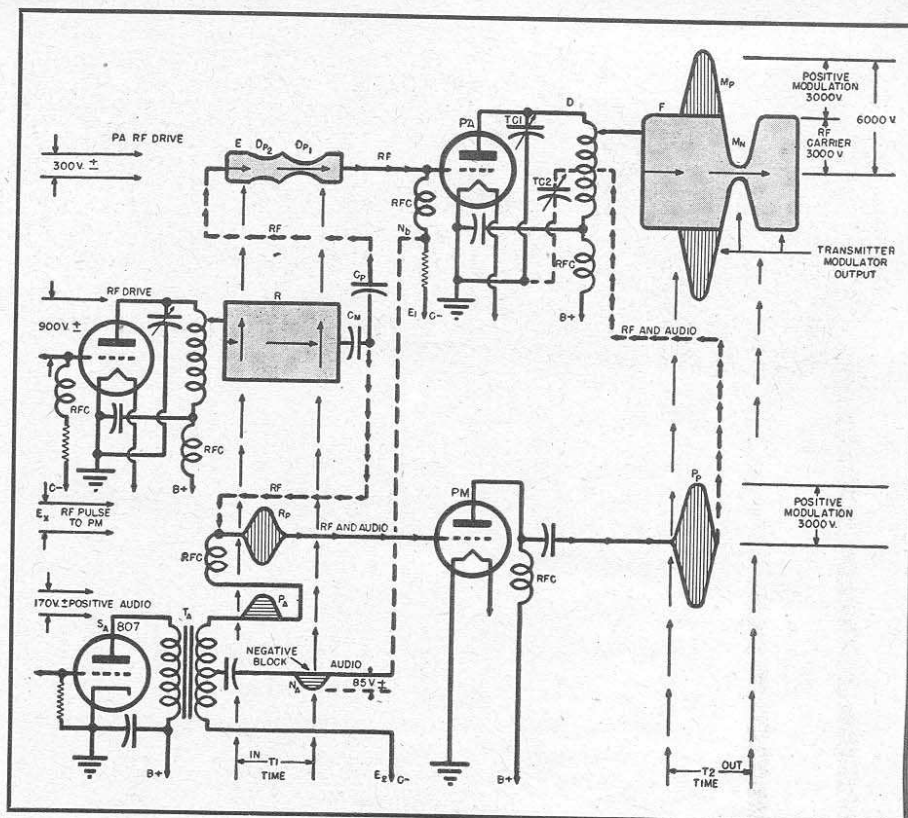 PA RF DRIVE
300 V. ±
E
DP2
DP1
RF
RF
RFC
Nb
E1
C-
PA
TC1
D
TC2
RFC
B+
F
MP
MN
POSITIVE
MODULATION
3000V.
RF
CARRIER
3000 V
6000 V.
TRANSMITTER
MODULATOR
OUTPUT
RF DRIVE
900V. ±
RFC
C-
RFC
B+
R
CM
CP
RF
RF AND AUDIO
EX
RF PULSE
TO PM
RP
RF AND AUDIO
RFC
PM
RFC
B+
PP
POSITIVE
MODULATION
3000V.
170V. ± POSITIVE AUDIO
SA
807
TA
PA
NEGATIVE
BLOCK
NA
AUDIO
85V ±
B+
IN
T1
TIME
E2
C-
T2
OUT
TIME